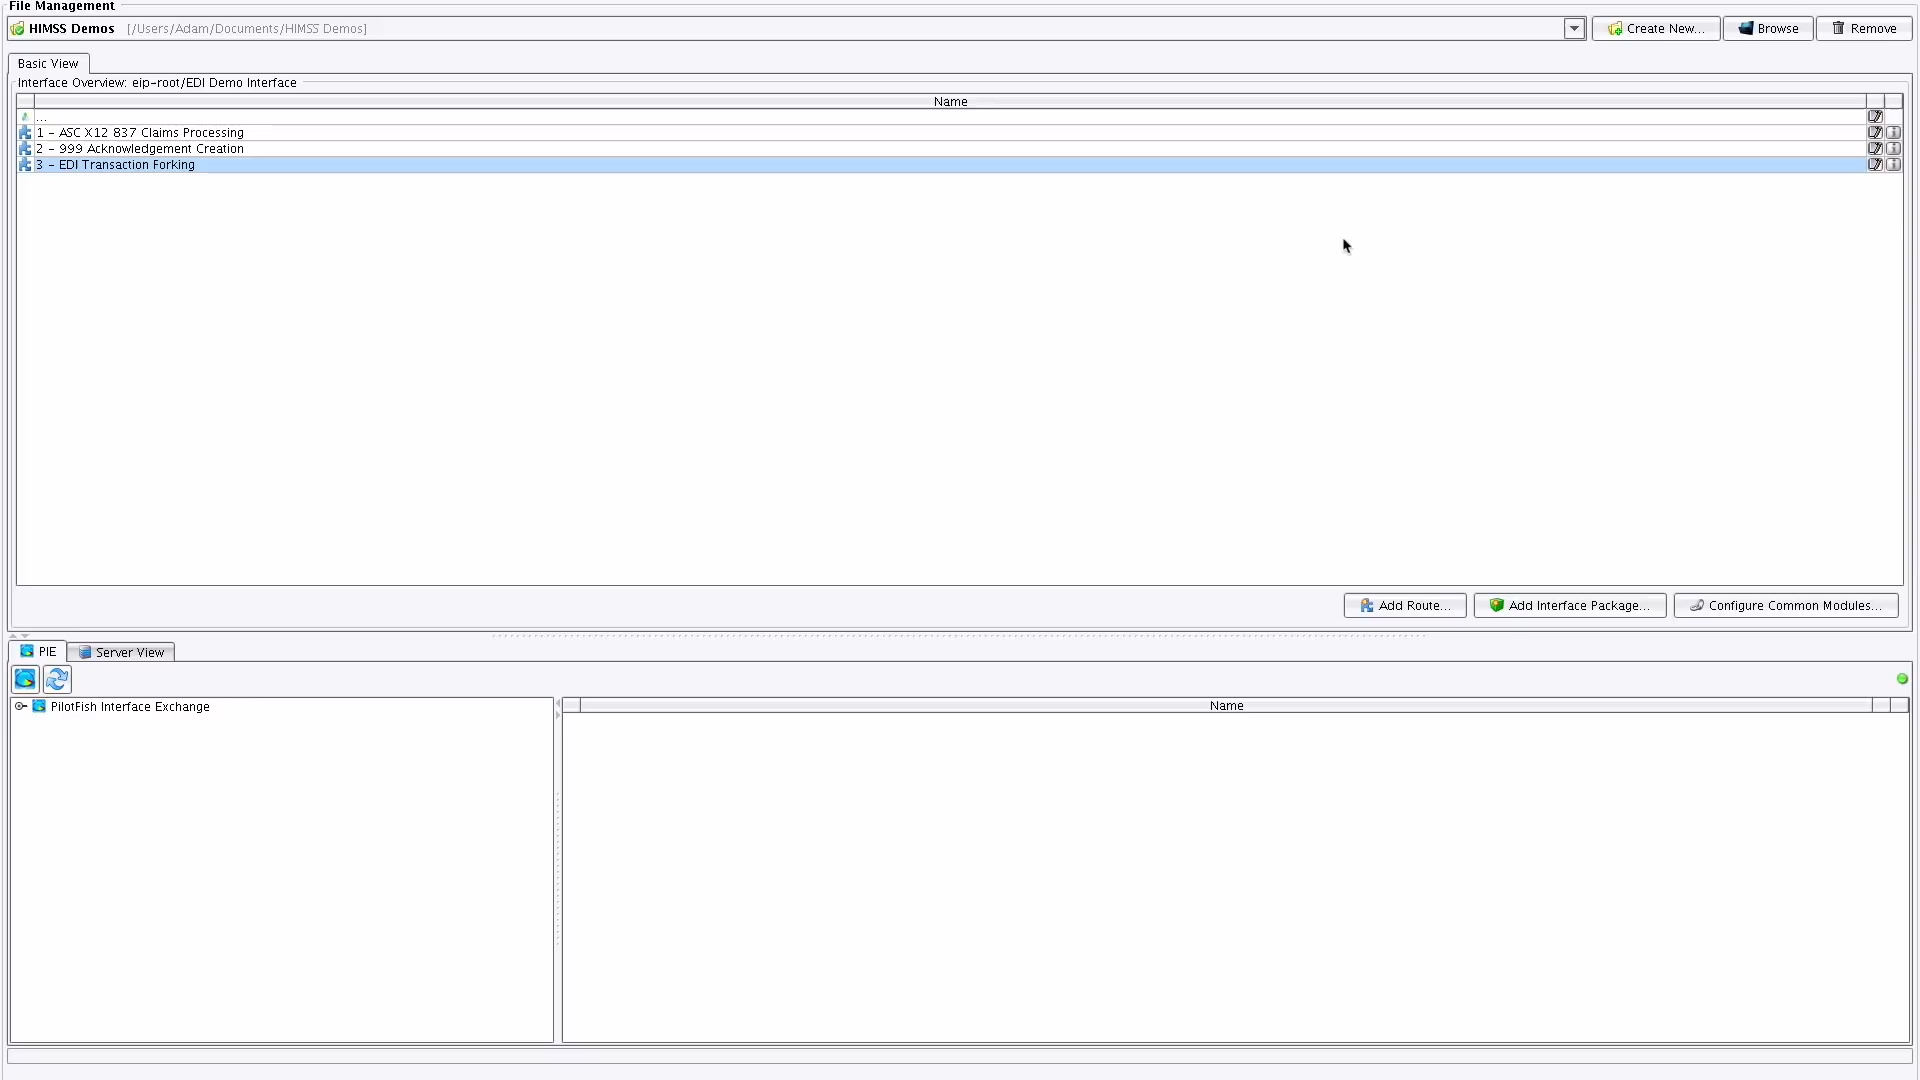 File Management
HIMSS Demos [/Users/Adam/Documents/HIMSS Demos] Create New... Browse Remove
Basic View
Interface Overview: eip-root/EDI Demo Interface
Name
...
1 - ASC X12 837 Claims Processing
2 - 999 Acknowledgement Creation
3 - EDI Transaction Forking
Add Route... Add Interface Package... Configure Common Modules...
PIE Server View
PilotFish Interface Exchange
Name